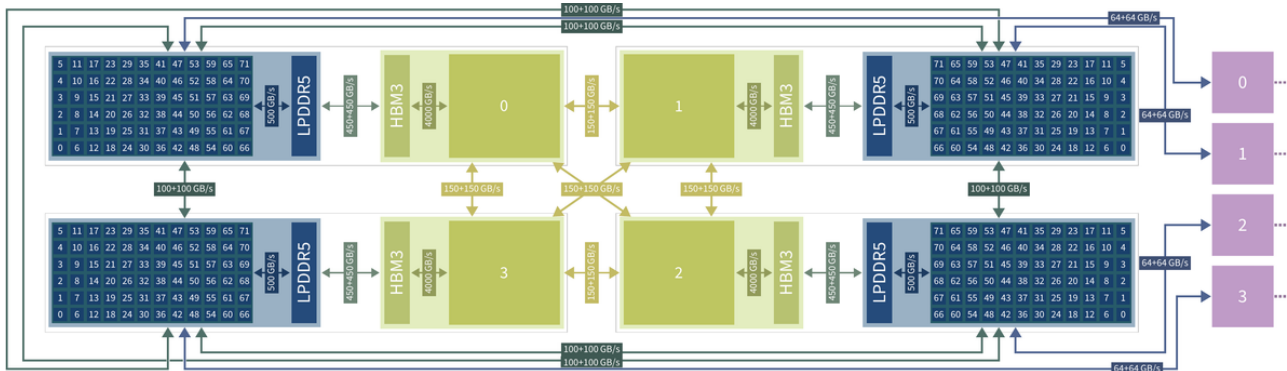 100+100 GB/s
64+64 GB/s
100+100 GB/s
5 11 17 23 29 35 41 47 53 59 65 71
4 10 16 22 28 34 40 46 52 58 64 70
3 9 15 21 27 33 39 45 51 57 63 69
2 8 14 20 26 32 38 44 50 56 62 68
1 7 13 19 25 31 37 43 49 55 61 67
0 6 12 18 24 30 36 42 48 54 60 66
500 GB/s
LPDDR5
450+450 GB/s
HBM3
4000 GB/s
0
150+150 GB/s
1
4000 GB/s
HBM3
450+450 GB/s
LPDDR5
500 GB/s
71 65 59 53 47 41 35 29 23 17 11 5
70 64 58 52 46 40 34 28 22 16 10 4
69 63 57 51 45 39 33 27 21 15 9 3
68 62 56 50 44 38 32 26 20 14 8 2
67 61 55 49 43 37 31 25 19 13 7 1
66 60 54 48 42 36 30 24 18 12 6 0
64+64 GB/s
0
1
100+100 GB/s
150+150 GB/s
150+150 GB/s
150+150 GB/s
100+100 GB/s
5 11 17 23 29 35 41 47 53 59 65 71
4 10 16 22 28 34 40 46 52 58 64 70
3 9 15 21 27 33 39 45 51 57 63 69
2 8 14 20 26 32 38 44 50 56 62 68
1 7 13 19 25 31 37 43 49 55 61 67
0 6 12 18 24 30 36 42 48 54 60 66
500 GB/s
LPDDR5
450+450 GB/s
HBM3
4000 GB/s
3
150+150 GB/s
2
4000 GB/s
HBM3
450+450 GB/s
LPDDR5
500 GB/s
71 65 59 53 47 41 35 29 23 17 11 5
70 64 58 52 46 40 34 28 22 16 10 4
69 63 57 51 45 39 33 27 21 15 9 3
68 62 56 50 44 38 32 26 20 14 8 2
67 61 55 49 43 37 31 25 19 13 7 1
66 60 54 48 42 36 30 24 18 12 6 0
64+64 GB/s
2
3
100+100 GB/s
100+100 GB/s
64+64 GB/s